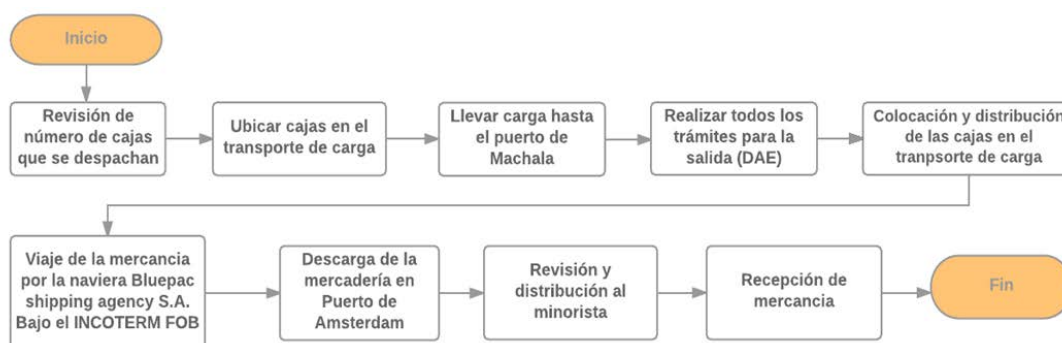 Inicio
Revisión de
número de cajas
que se despachan
Ubicar cajas en el
transporte de carga
Llevar carga hasta
el puerto de
Machala
Realizar todos los
trámites para la
salida (DAE)
Colocación y distribución
de las cajas en el
tranpsorte de carga
Viaje de la mercancia
por la naviera Bluepac
shipping agency S.A.
Bajo el INCOTERM FOB
Descarga de la
mercadería en
Puerto de
Amsterdam
Revisión y
distribución al
minorista
Recepción de
mercancia
Fin